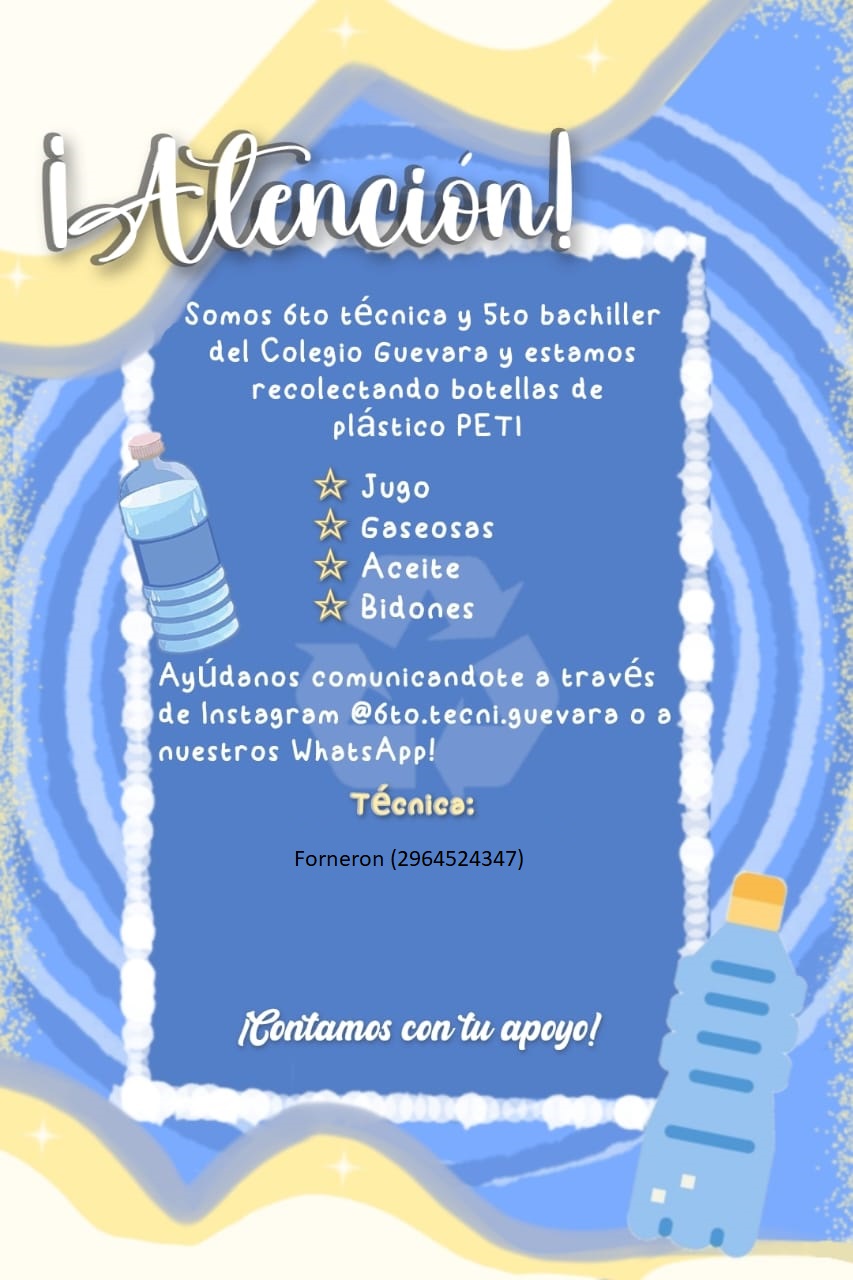 ¡Atención!
Somos 6to técnica y 5to bachiller
del Colegio Guevara y estamos
recolectando botellas de
plástico PET1
Jugo
Gaseosas
Aceite
Bidones
Ayúdanos comunicandote a través
de Instagram @6to.tecni.guevara o a
nuestros WhatsApp!
Técnica:
Forneron (2964524347)
¡Contamos con tu apoyo!